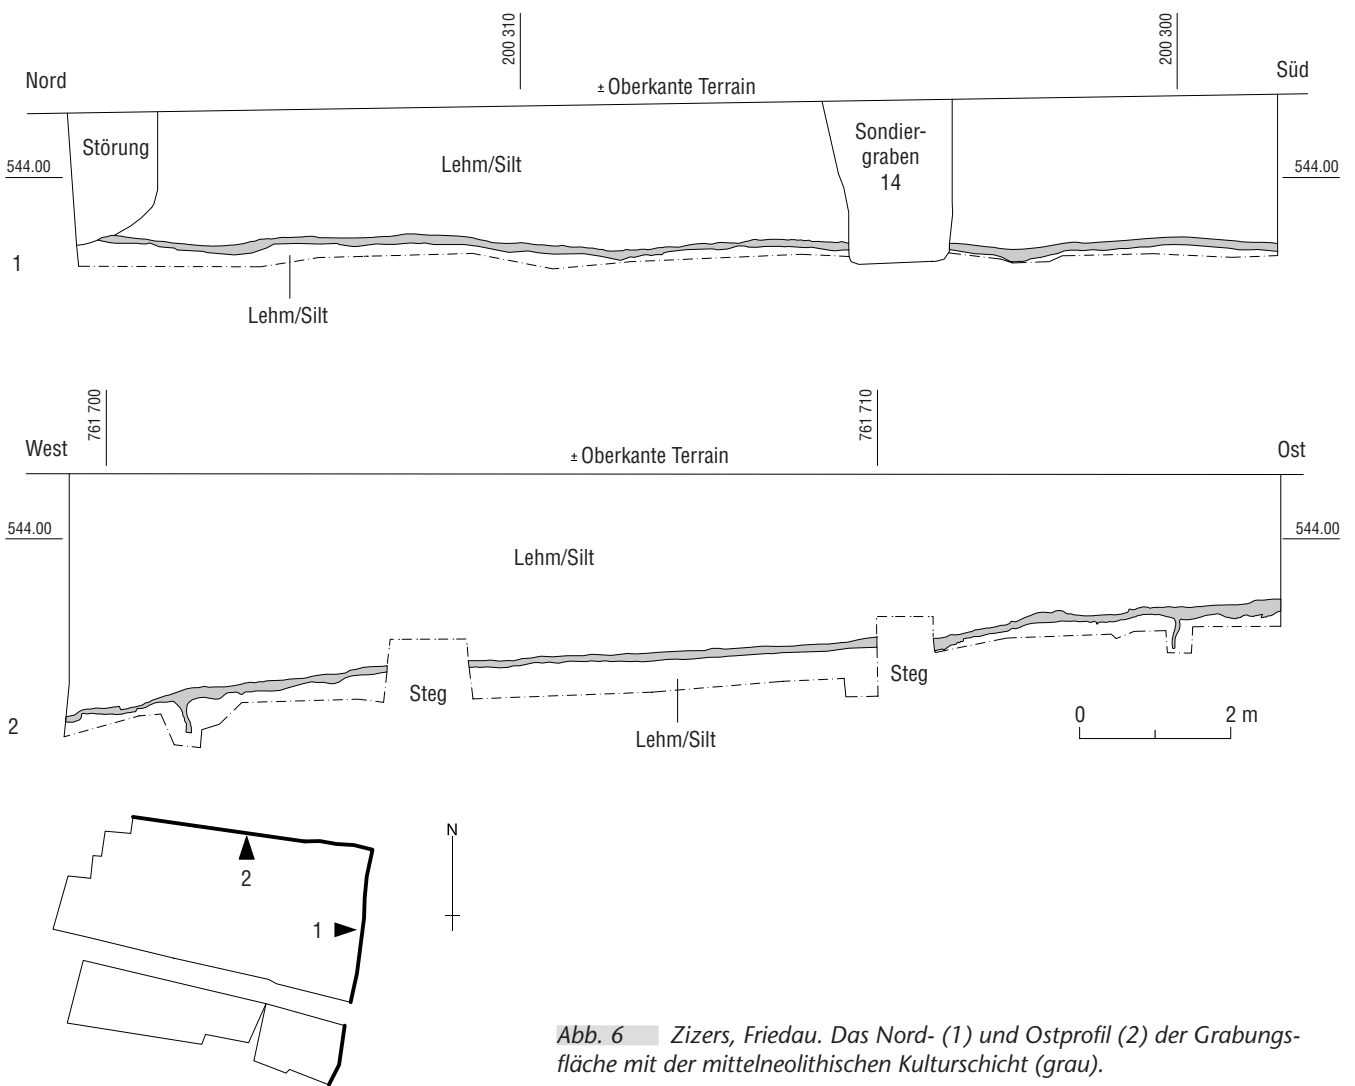 200 310
200 300
Nord
± Oberkante Terrain
Süd
Störung
Lehm/Silt
Sondier-
graben
14
544.00
544.00
1
Lehm/Silt
761 700
761 710
West
± Oberkante Terrain
Ost
544.00
544.00
Lehm/Silt
Steg
Steg
2
Lehm/Silt
0 2 m
N
2
1
Abb. 6 Zizers, Friedau. Das Nord- (1) und Ostprofil (2) der Grabungs-
fläche mit der mittelneolithischen Kulturschicht (grau).